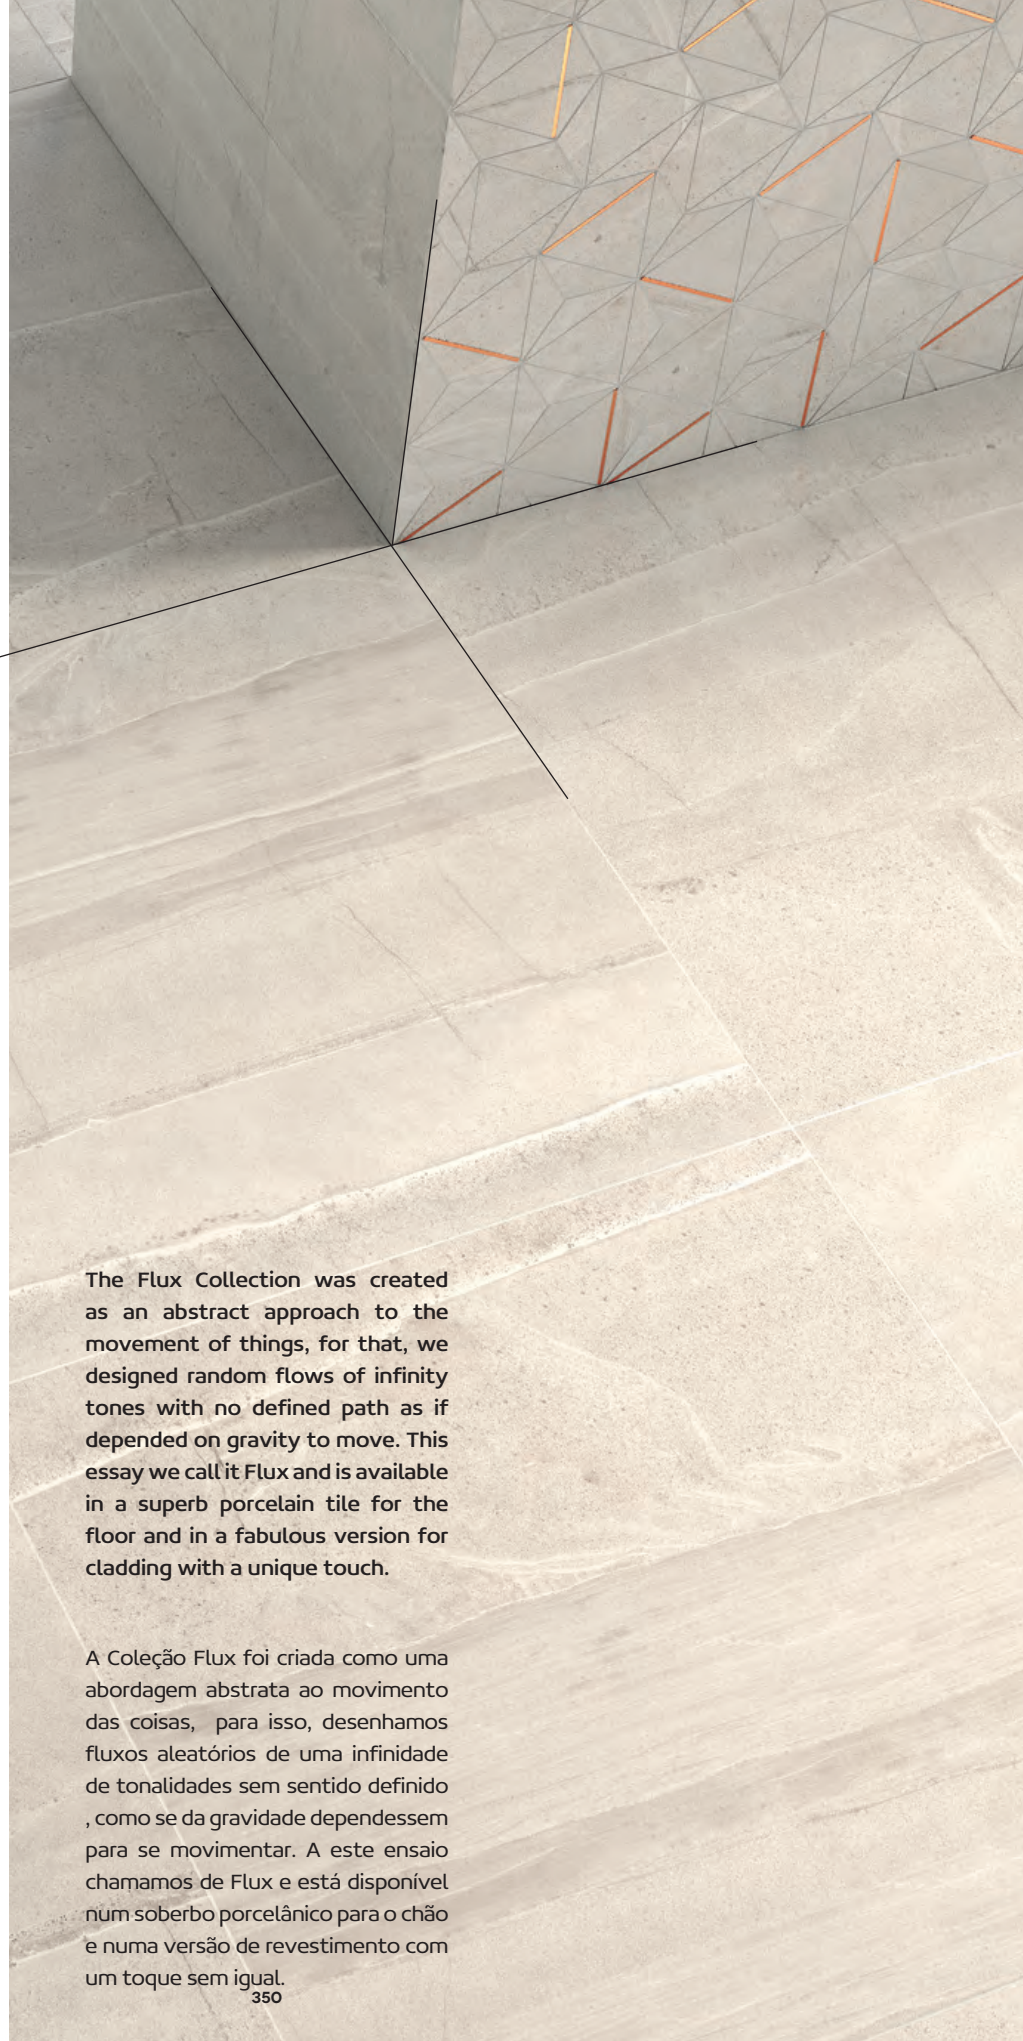 The Flux Collection was created
as an abstract approach to the
movement of things, for that, we
designed random flows of infinity
tones with no defined path as if
depended on gravity to move. This
essay we call it Flux and is available
in a superb porcelain tile for the
floor and in a fabulous version for
cladding with a unique touch.
A Coleção Flux foi criada como uma
abordagem abstrata ao movimento
das coisas, para isso, desenhamos
fluxos aleatórios de uma infinidade
de tonalidades sem sentido definido
, como se da gravidade dependessem
para se movimentar. A este ensaio
chamamos de Flux e está disponível
num soberbo porcelânico para o chão
e numa versão de revestimento com
um toque sem igual.
350